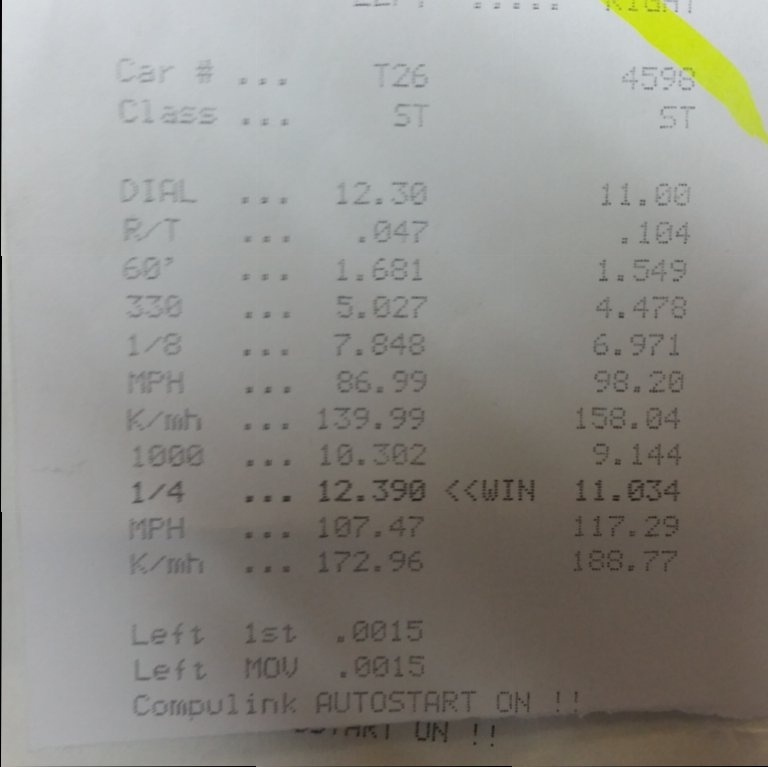 ..... RIGHT
Car # ... T26 4598
Class ... ST ST
DIAL ... 12.30 11.00
R/T ... .047 .104
60' ... 1.681 1.549
330 ... 5.027 4.478
1/8 ... 7.848 6.971
MPH ... 86.99 98.20
K/mh ... 139.99 158.04
1000 ... 10.302 9.144
1/4 ... 12.390 <<WIN 11.034
MPH ... 107.47 117.29
K/mh ... 172.96 188.77
Left 1st .0015
Left MOV .0015
Compulink AUTOSTART ON !!
ON !!